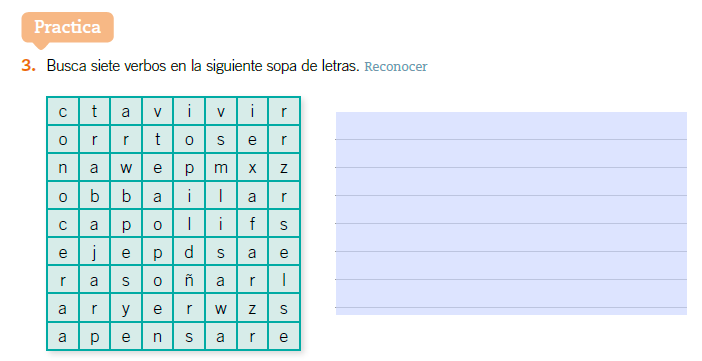 Practica
3. Busca siete verbos en la siguiente sopa de letras. Reconocer
c t a v i v i r
o r r t o s e r
n a w e p m x z
o b b a i l a r
c a p o l i f s
e j e p d s a e
r a s o ñ a r l
a r y e r w z s
a p e n s a r e